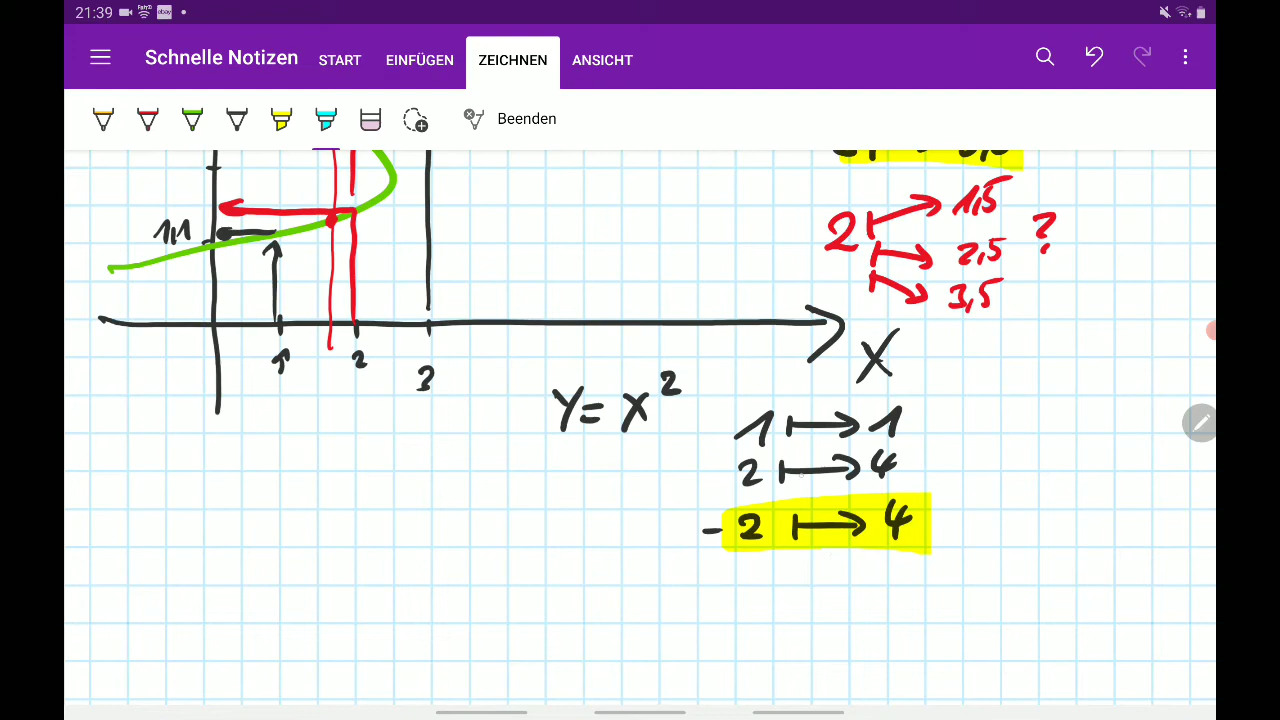 21:39
Schnelle Notizen START EINFÜGEN ZEICHNEN ANSICHT
Beenden
1,1
1 2 3
X
2 ↦ 1,5
↦ 2,5
↦ 3,5
?
Y = X²
1 ↦ 1
2 ↦ 4
-2 ↦ 4